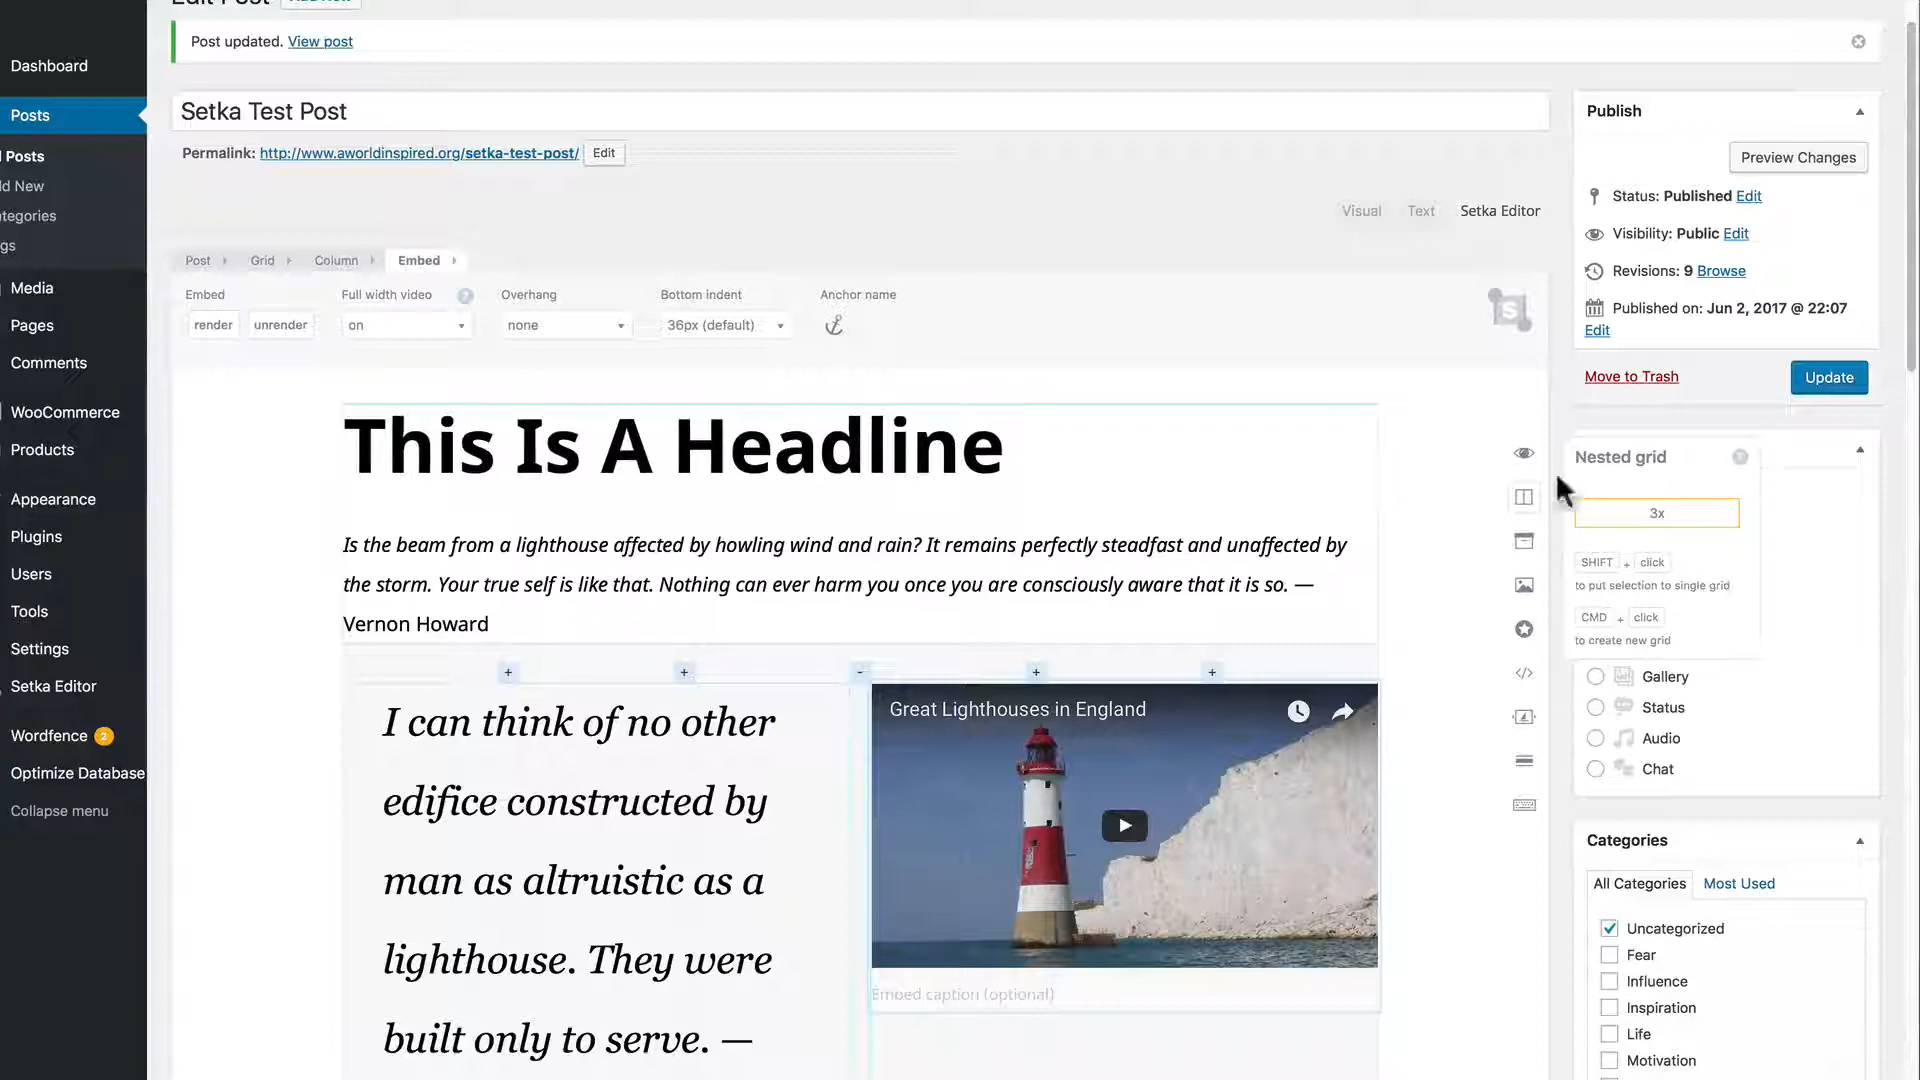 Post updated. View post
Dashboard
Posts
Posts
Setka Test Post
Permalink: http://www.aworldinspired.org/setka-test-post/ Edit
Visual Text Setka Editor
Post Grid Column Embed
Embed
render unrender
Full width video ?
on
Overhang
none
Bottom indent
36px (default)
Anchor name
This Is A Headline
Is the beam from a lighthouse affected by howling wind and rain? It remains perfectly steadfast and unaffected by
the storm. Your true self is like that. Nothing can ever harm you once you are consciously aware that it is so. —
Vernon Howard
+ + - + +
I can think of no other
edifice constructed by
man as altruistic as a
lighthouse. They were
built only to serve. —
Great Lighthouses in England
Embed caption (optional)
Media
Pages
Comments
WooCommerce
Products
Appearance
Plugins
Users
Tools
Settings
Setka Editor
Wordfence 2
Optimize Database
Collapse menu
Publish
Preview Changes
Status: Published Edit
Visibility: Public Edit
Revisions: 9 Browse
Published on: Jun 2, 2017 @ 22:07
Edit
Move to Trash
Update
Nested grid
3x
SHIFT + click
to put selection to single grid
CMD + click
to create new grid
Gallery
Status
Audio
Chat
Categories
All Categories Most Used
Uncategorized
Fear
Influence
Inspiration
Life
Motivation